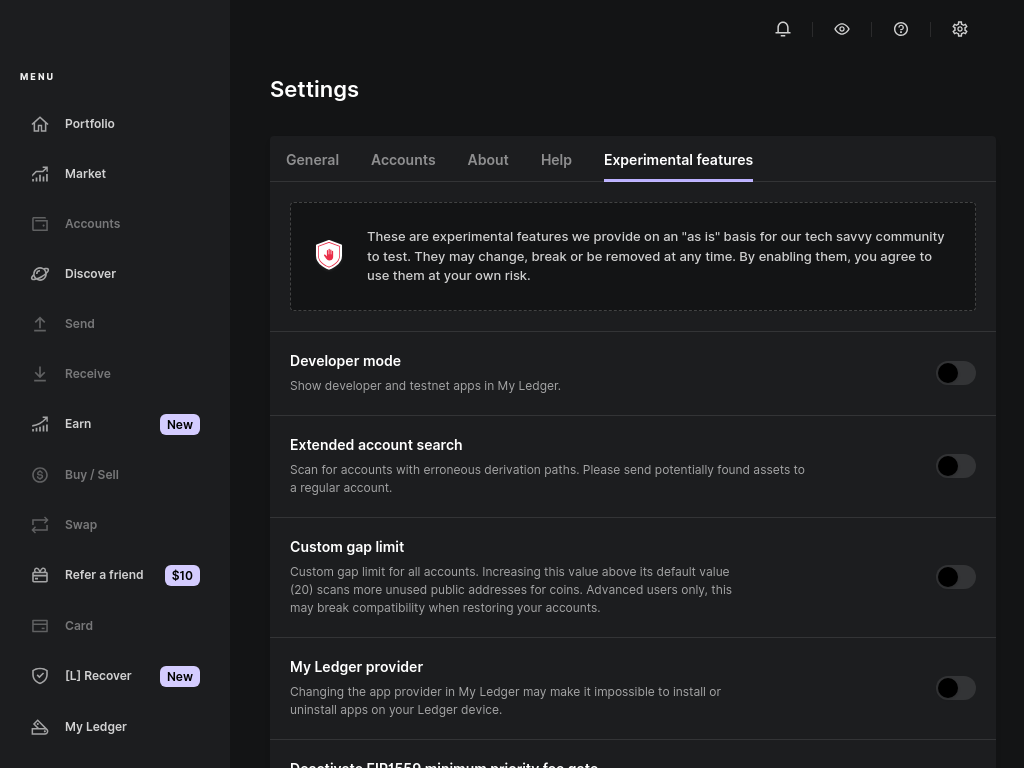 MENU
Portfolio
Market
Accounts
Discover
Send
Receive
Earn New
Buy / Sell
Swap
Refer a friend $10
Card
[L] Recover New
My Ledger
Settings
General Accounts About Help Experimental features
These are experimental features we provide on an "as is" basis for our tech savvy community
to test. They may change, break or be removed at any time. By enabling them, you agree to
use them at your own risk.
Developer mode
Show developer and testnet apps in My Ledger.
Extended account search
Scan for accounts with erroneous derivation paths. Please send potentially found assets to
a regular account.
Custom gap limit
Custom gap limit for all accounts. Increasing this value above its default value
(20) scans more unused public addresses for coins. Advanced users only, this
may break compatibility when restoring your accounts.
My Ledger provider
Changing the app provider in My Ledger may make it impossible to install or
uninstall apps on your Ledger device.
Deactivate EIP1559 minimum priority fee gate